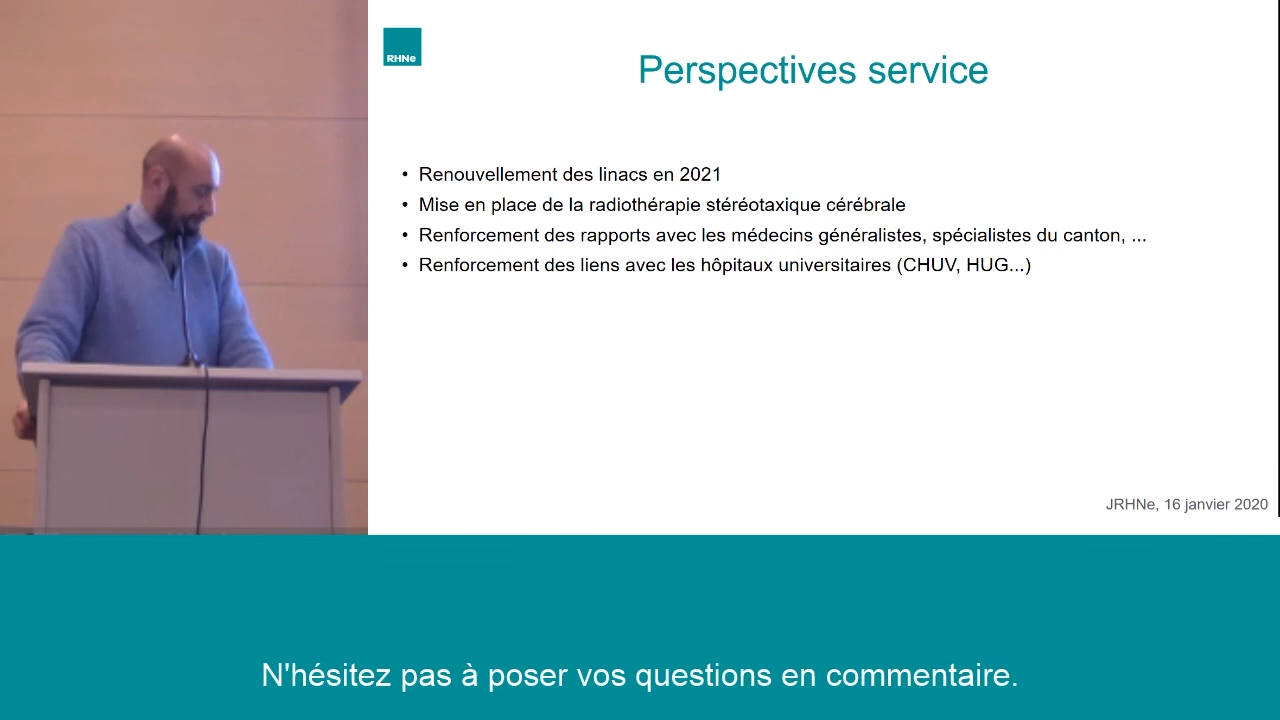 RHNe
Perspectives service
• Renouvellement des linacs en 2021
• Mise en place de la radiothérapie stéréotaxique cérébrale
• Renforcement des rapports avec les médecins généralistes, spécialistes du canton, ...
• Renforcement des liens avec les hôpitaux universitaires (CHUV, HUG...)
JRHNe, 16 janvier 2020
N'hésitez pas à poser vos questions en commentaire.